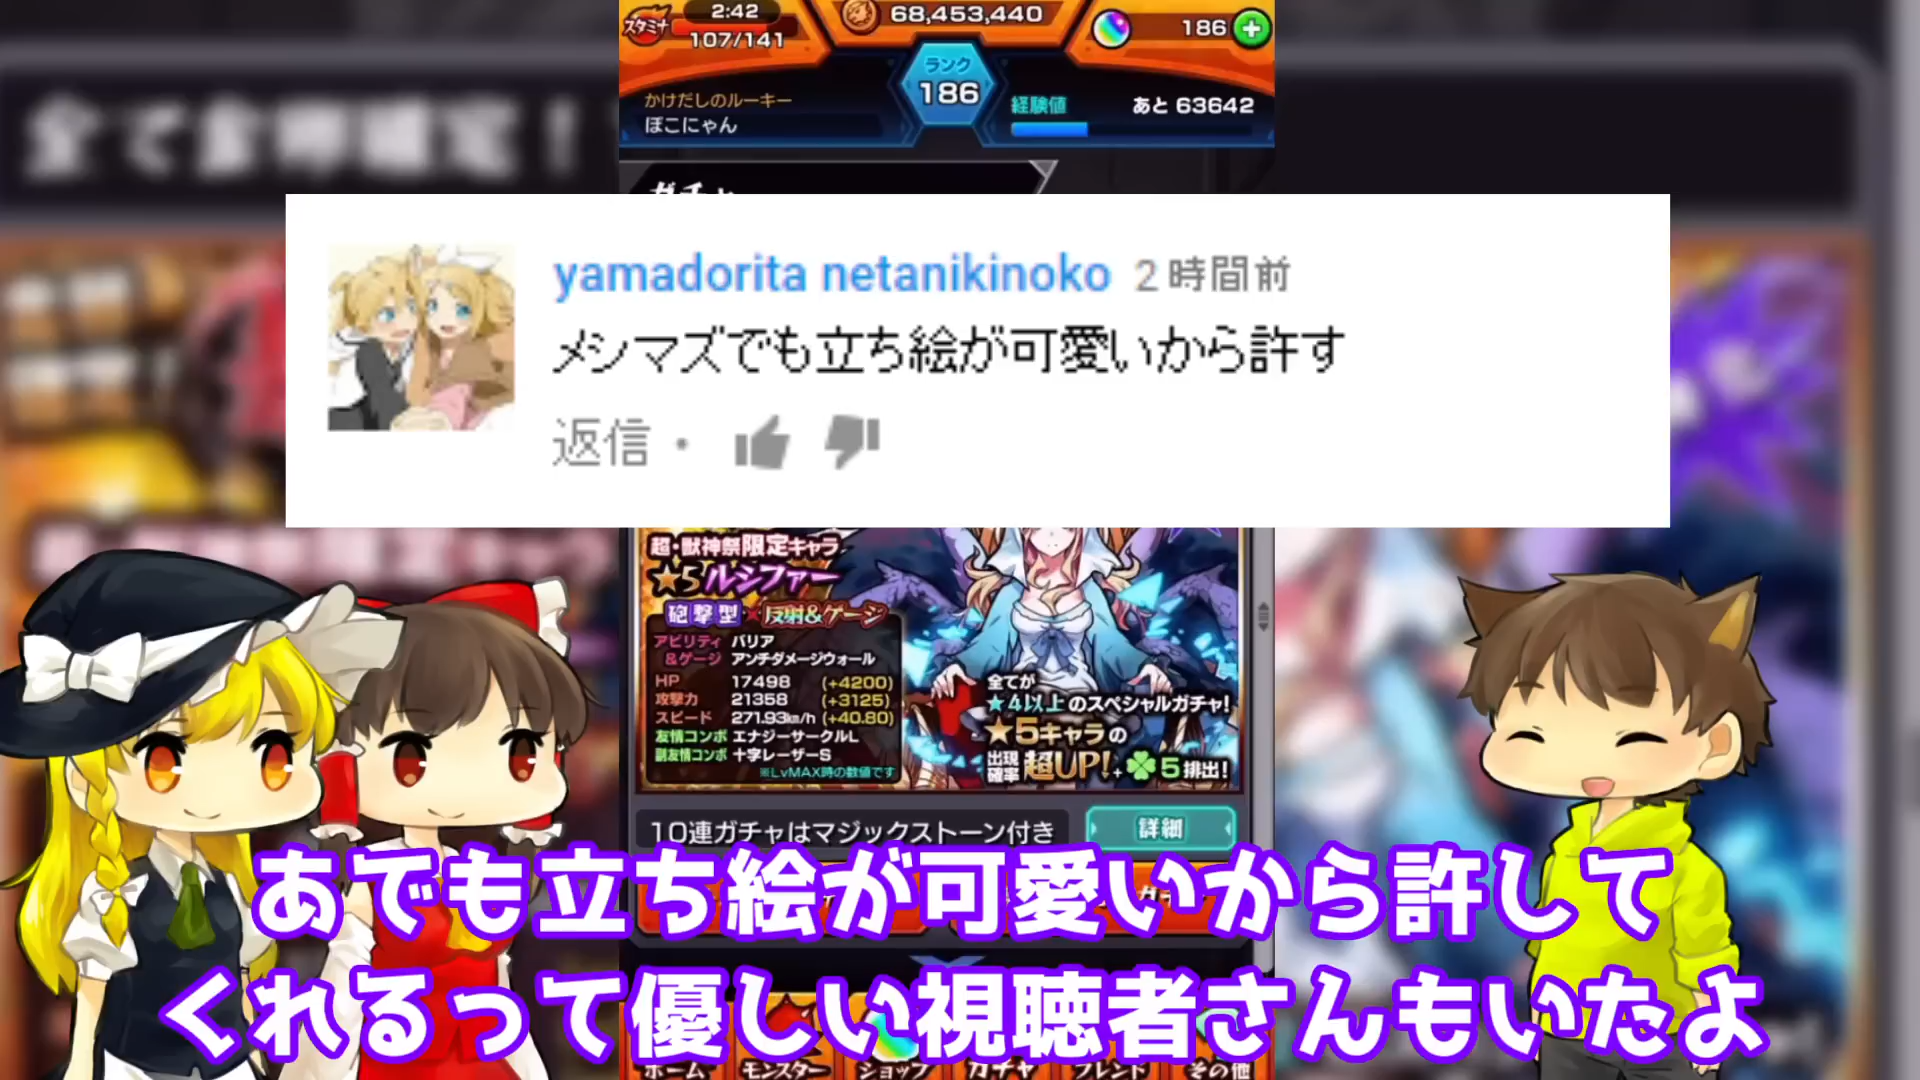 スタミナ
2:42
107/141
68,453,440
186
ランク
186
かけだしのルーキー
ぽこにゃん
経験値
あと 63642
ガチャ
全て金卵確定！
yamadorita netanikinoko 2 時間前
メシマズでも立ち絵が可愛いから許す
返信・
超・獣神祭限定キャラ
★5ルシファー
砲撃型 反射&ゲージ
アビリティ バリア
&ゲージ アンチダメージウォール
HP 17498 (+4200)
攻撃力 21358 (+3125)
スピード 271.93km/h (+40.80)
友情コンボ エナジーサークルL
副友情コンボ 十字レーザーS
※LvMAX時の数値です
全てが
★4以上のスペシャルガチャ!
★5キャラの
出現確率超UP!+5排出!
10連ガチャはマジックストーン付き
詳細
あでも立ち絵が可愛いから許して
くれるって優しい視聴者さんもいたよ
ホーム
モンスター
ショップ
ガチャ
フレンド
その他